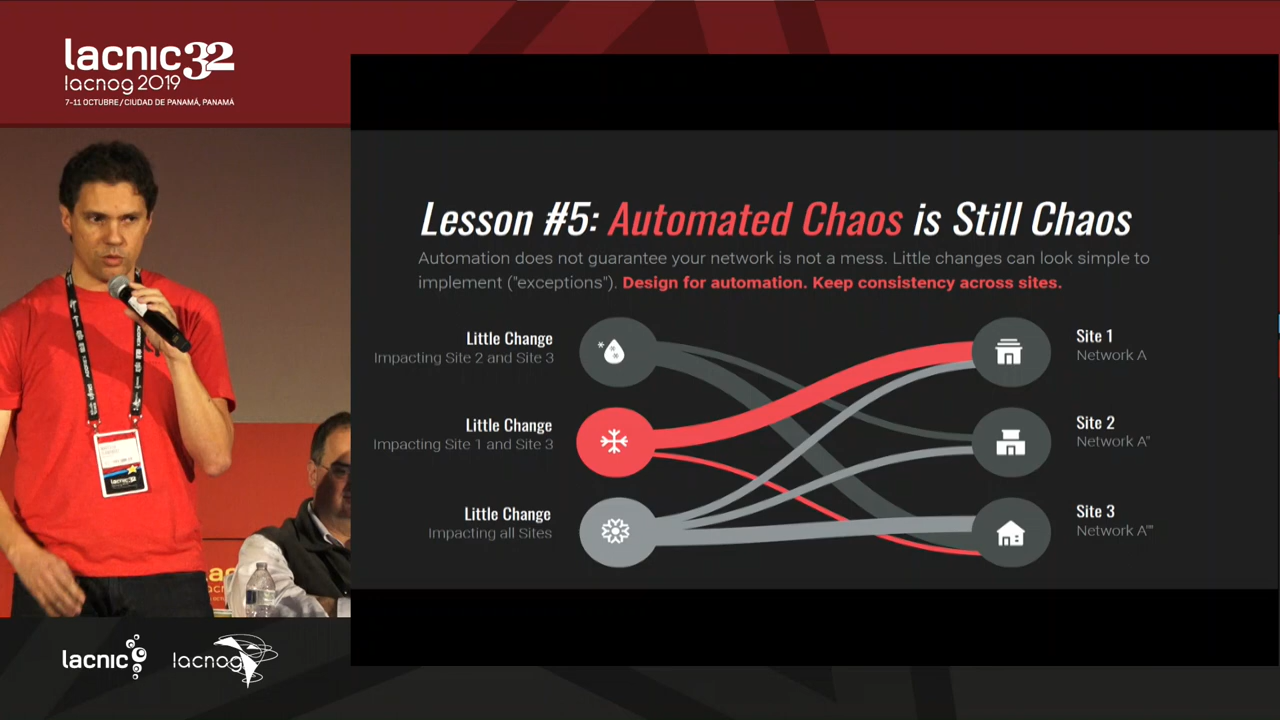 lacnic 32
lacnog 2019
7-11 OCTUBRE / CIUDAD DE PANAMÁ, PANAMÁ
Lesson #5: Automated Chaos is Still Chaos
Automation does not guarantee your network is not a mess. Little changes can look simple to
implement ("exceptions"). Design for automation. Keep consistency across sites.
Little Change
Impacting Site 2 and Site 3
Site 1
Network A
Little Change
Impacting Site 1 and Site 3
Site 2
Network A"
Little Change
Impacting all Sites
Site 3
Network A""
lacnic
lacnog